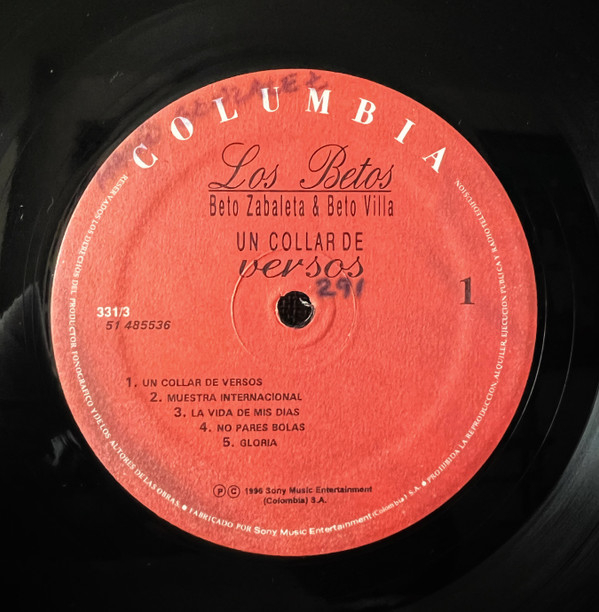 COLUMBIA
Los Betos
Beto Zabaleta & Beto Villa
UN COLLAR DE
versos
291
1
331/3
51 485536
1. UN COLLAR DE VERSOS
2. MUESTRA INTERNACIONAL
3. LA VIDA DE MIS DIAS
4. NO PARES BOLAS
5. GLORIA
Ⓟ Ⓒ 1996 Sony Music Entertainment
(Colombia) S.A.
RESERVADOS LOS DERECHOS DEL PRODUCTOR FONOGRAFICO Y DE LOS AUTORES DE LAS OBRAS. ● FABRICADO POR Sony Music Entertainment (Colombia) S.A. ● PROHIBIDA LA REPRODUCCION, ALQUILER, EJECUCION PUBLICA Y RADIOTELEDIFUSION.